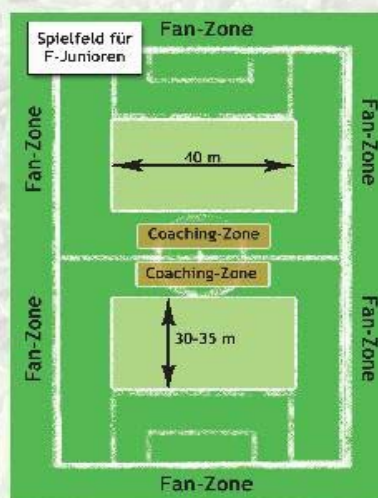 Fan-Zone
Spielfeld für
F-Junioren
Fan-Zone
Fan-Zone
40 m
Coaching-Zone
Coaching-Zone
Fan-Zone
Fan-Zone
30-35 m
Fan-Zone